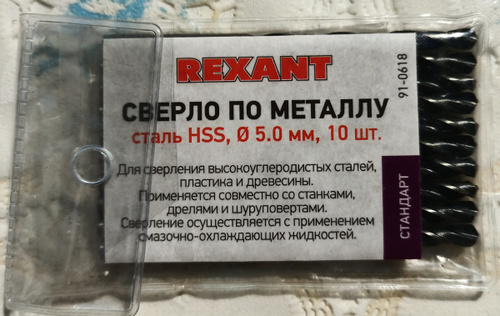 REXANT
СВЕРЛО ПО МЕТАЛЛУ
сталь HSS, Ø 5.0 мм, 10 шт.
Для сверления высокоуглеродистых сталей,
пластика и древесины.
Применяется совместно со станками,
дрелями и шуруповертами.
Сверление осуществляется с применением
смазочно-охлаждающих жидкостей.
91-0618
СТАНДАРТ